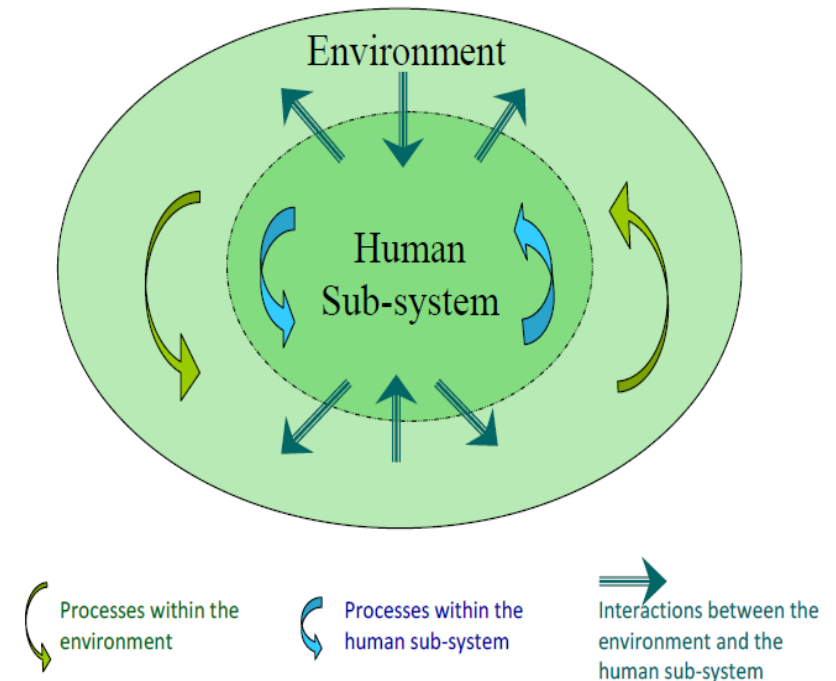 Environment
Human
Sub-system
Processes within the
environment
Processes within the
human sub-system
Interactions between the
environment and the
human sub-system